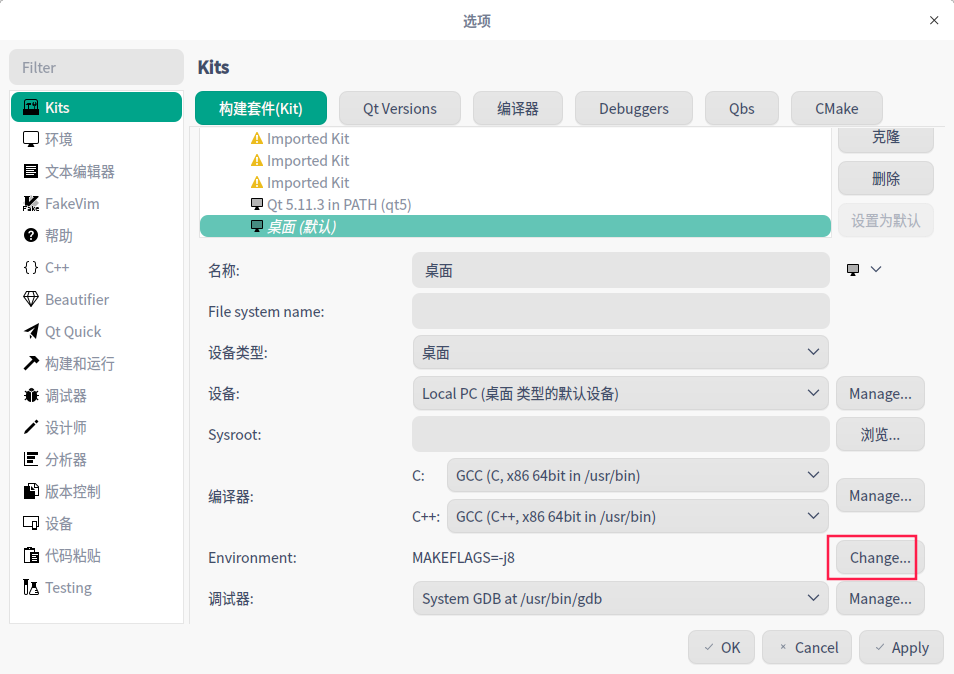 选项
Filter
Kits
环境
文本编辑器
FakeVim
帮助
C++
Beautifier
Qt Quick
构建和运行
调试器
设计师
分析器
版本控制
设备
代码粘贴
Testing
Kits
构建套件(Kit) Qt Versions 编译器 Debuggers Qbs CMake
Imported Kit
Imported Kit
Imported Kit
Qt 5.11.3 in PATH (qt5)
桌面 (默认)
克隆
删除
设置为默认
名称: 桌面
File system name:
设备类型: 桌面
设备: Local PC (桌面 类型的默认设备) Manage...
Sysroot: 浏览...
编译器: C: GCC (C, x86 64bit in /usr/bin)
C++: GCC (C++, x86 64bit in /usr/bin) Manage...
Environment: MAKEFLAGS=-j8 Change...
调试器: System GDB at /usr/bin/gdb Manage...
OK Cancel Apply